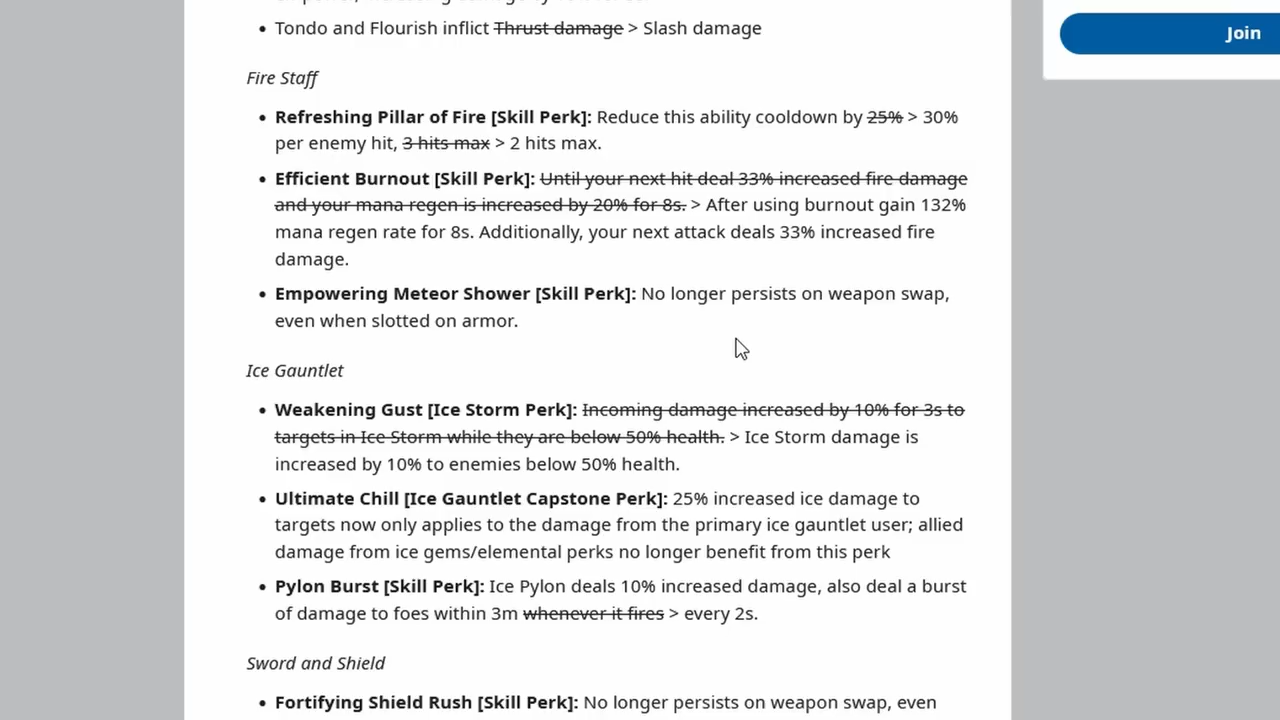 Tondo and Flourish inflict Thrust damage > Slash damage
Join
Fire Staff
Refreshing Pillar of Fire [Skill Perk]: Reduce this ability cooldown by 25% > 30%
per enemy hit, 3 hits max > 2 hits max.
Efficient Burnout [Skill Perk]: Until your next hit deal 33% increased fire damage
and your mana regen is increased by 20% for 8s. > After using burnout gain 132%
mana regen rate for 8s. Additionally, your next attack deals 33% increased fire
damage.
Empowering Meteor Shower [Skill Perk]: No longer persists on weapon swap,
even when slotted on armor.
Ice Gauntlet
Weakening Gust [Ice Storm Perk]: Incoming damage increased by 10% for 3s to
targets in Ice Storm while they are below 50% health. > Ice Storm damage is
increased by 10% to enemies below 50% health.
Ultimate Chill [Ice Gauntlet Capstone Perk]: 25% increased ice damage to
targets now only applies to the damage from the primary ice gauntlet user; allied
damage from ice gems/elemental perks no longer benefit from this perk
Pylon Burst [Skill Perk]: Ice Pylon deals 10% increased damage, also deal a burst
of damage to foes within 3m whenever it fires > every 2s.
Sword and Shield
Fortifying Shield Rush [Skill Perk]: No longer persists on weapon swap, even